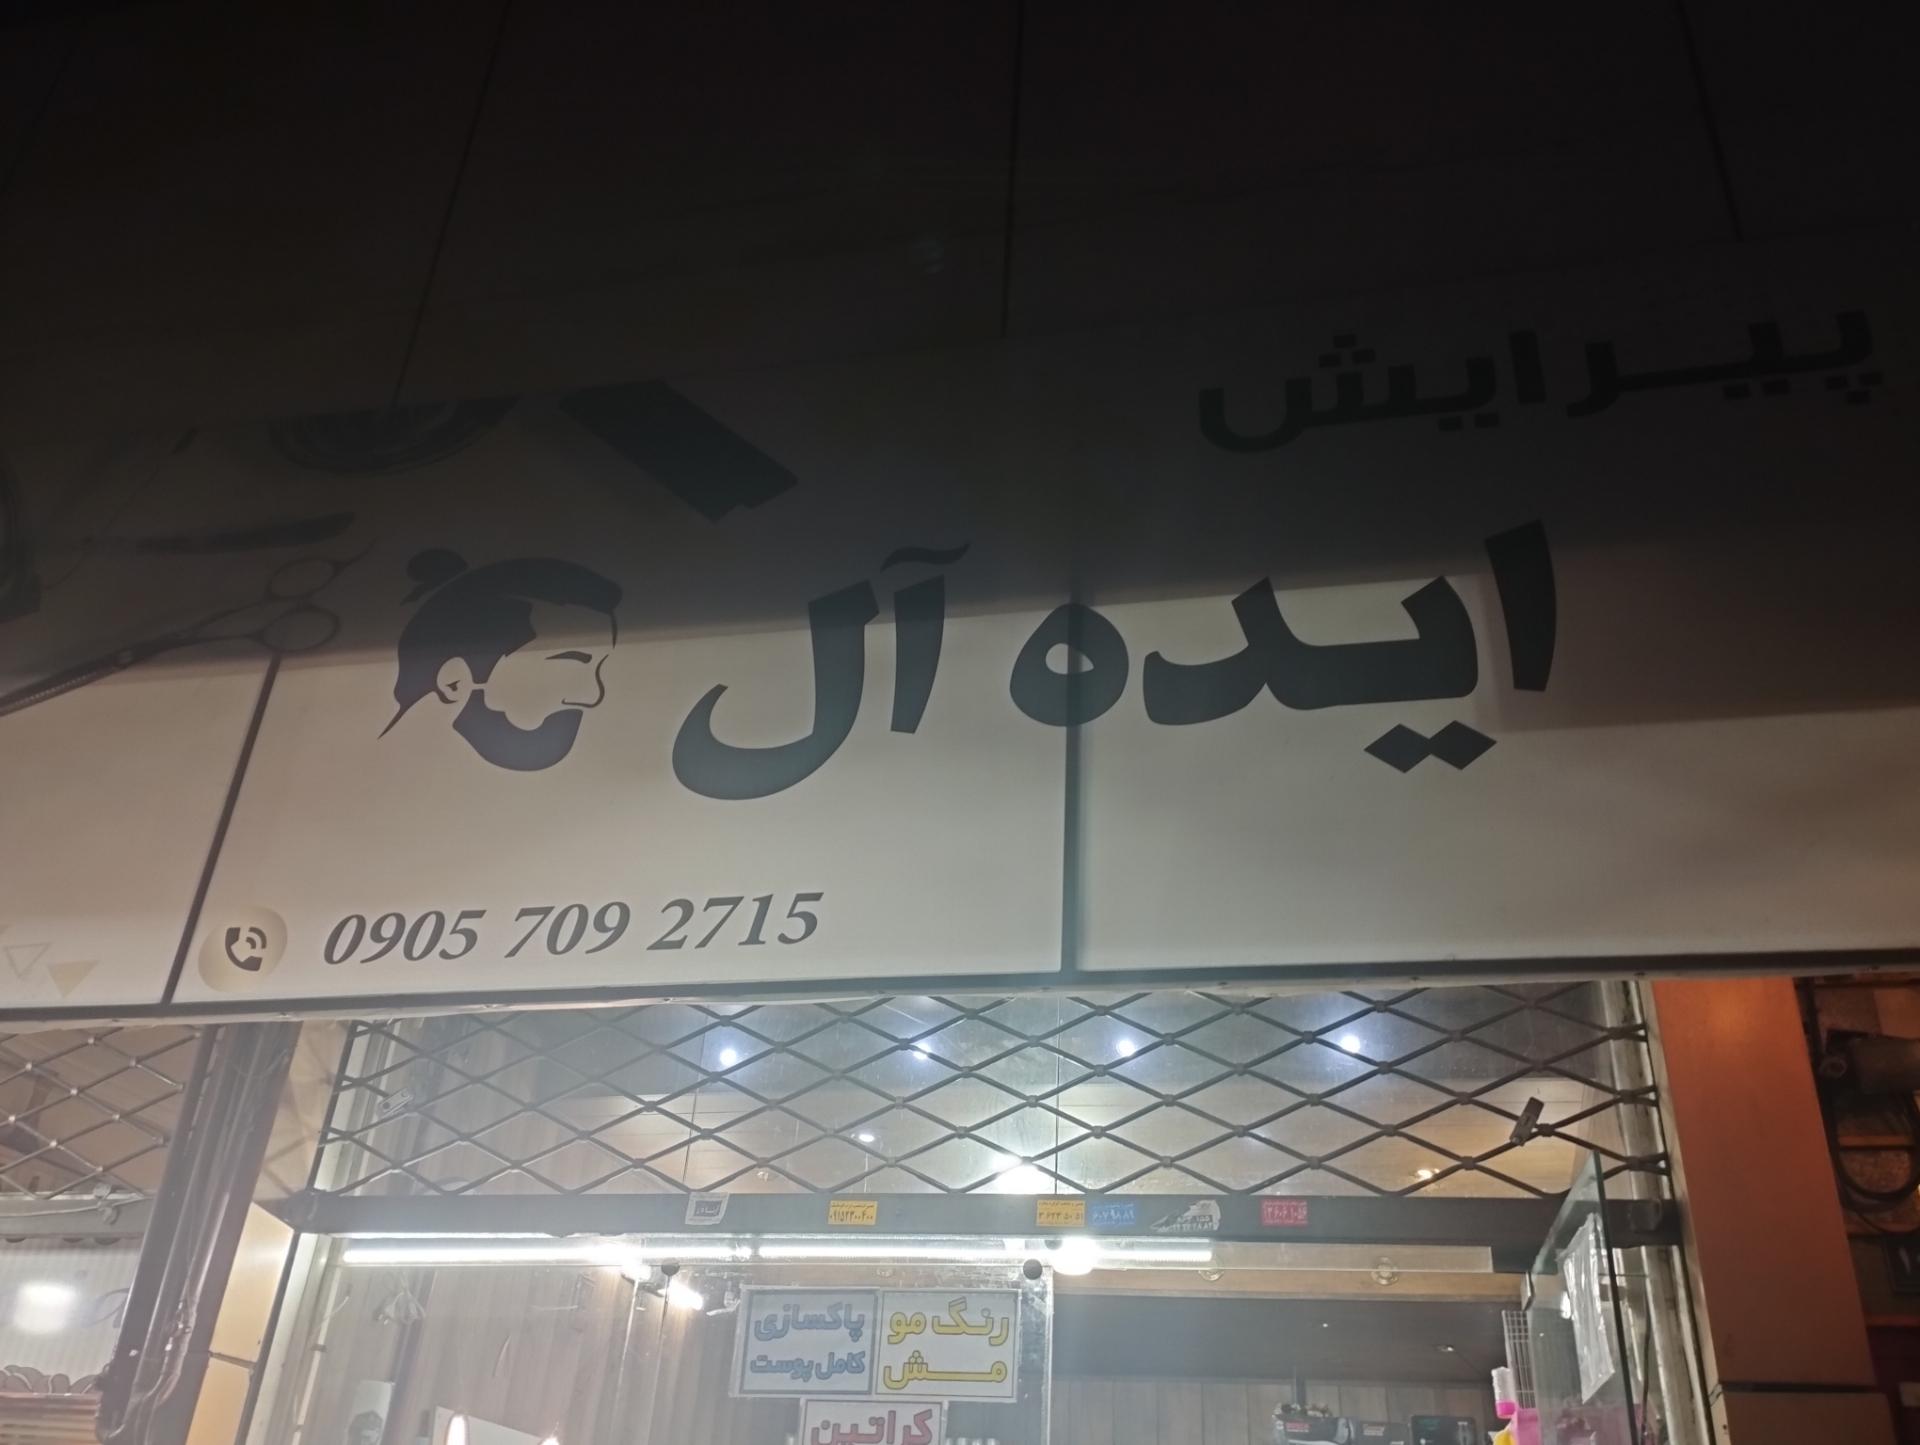 پیرایش
ایده آل
0905 709 2715
رنگ مو
مش
پاکسازی
کامل پوست
کراتین